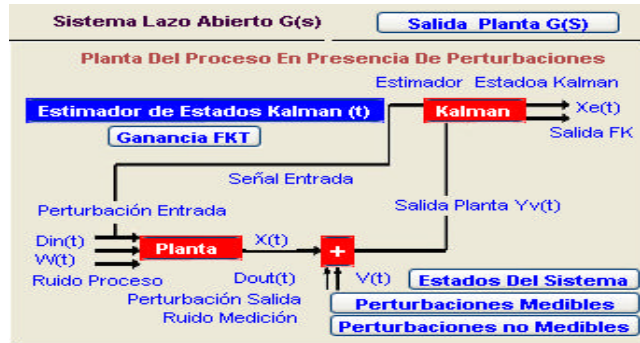 Sistema Lazo Abierto G(s)
Salida Planta G(S)
Planta Del Proceso En Presencia De Perturbaciones
Estimador Estadoa Kalman
Estimador de Estados Kalman (t)
Kalman
Xe(t)
Ganancia FKT
Salida FK
Señal Entrada
Perturbación Entrada
Salida Planta Yv(t)
Din(t)
Planta
X(t)
+
W(t)
Ruido Proceso
Dout(t)
V(t)
Estados Del Sistema
Perturbación Salida
Perturbaciones Medibles
Ruido Medición
Perturbaciones no Medibles